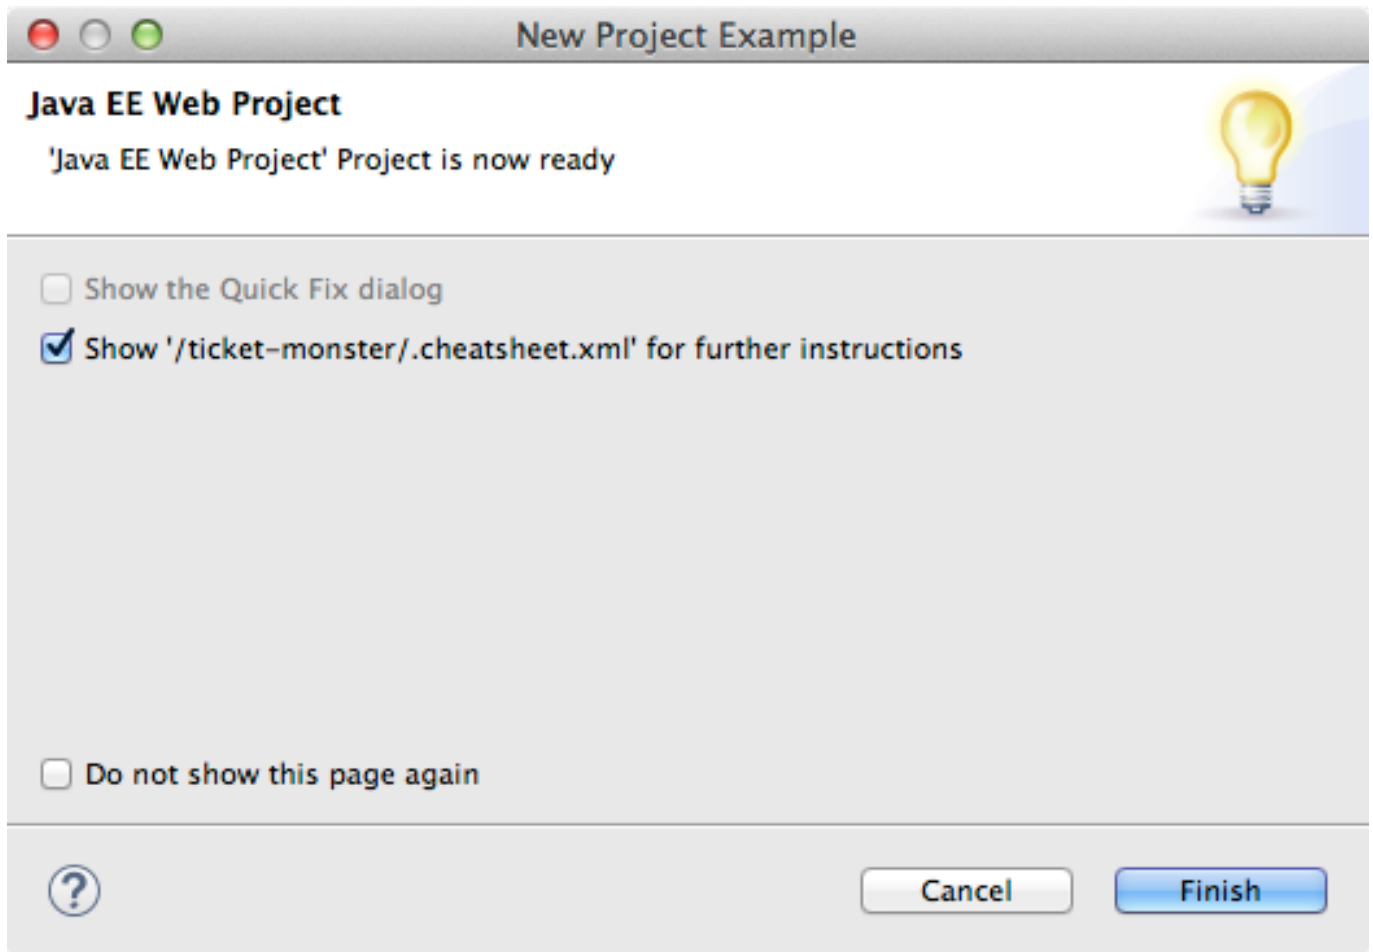 New Project Example
Java EE Web Project
'Java EE Web Project' Project is now ready
Show the Quick Fix dialog
Show '/ticket-monster/.cheatsheet.xml' for further instructions
Do not show this page again
?
Cancel
Finish